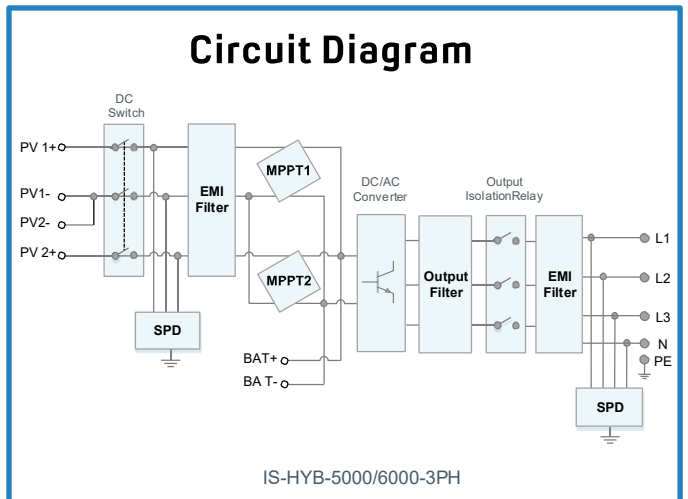 Circuit Diagram
DC
Switch
PV 1+
PV1-
PV2-
PV 2+
EMI
Filter
MPPT1
MPPT2
SPD
BAT+
BA T-
DC/AC
Converter
Output
Filter
Output
IsolationRelay
EMI
Filter
L1
L2
L3
N
PE
SPD
IS-HYB-5000/6000-3PH